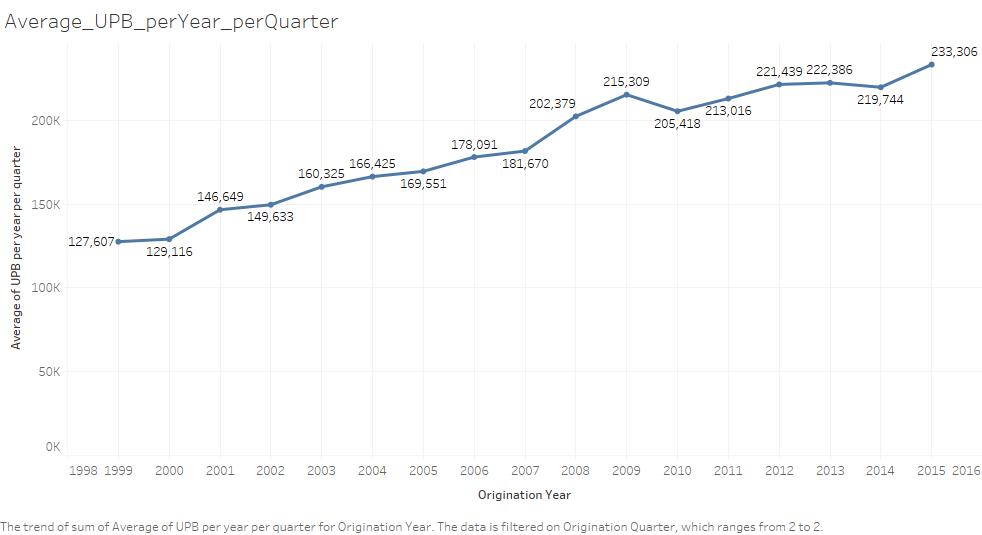 Average_UPB_perYear_perQuarter
233,306
221,439 222,386
215,309
219,744
202,379
213,016
200K
205,418
178,091
166,425
160,325
181,670
169,551
146,649
150K
149,633
127,607
129,116
100K
50K
0K
Average of UPB per year per quarter
1998 1999 2000 2001 2002 2003 2004 2005 2006 2007 2008 2009 2010 2011 2012 2013 2014 2015 2016
Origination Year
The trend of sum of Average of UPB per year per quarter for Origination Year. The data is filtered on Origination Quarter, which ranges from 2 to 2.